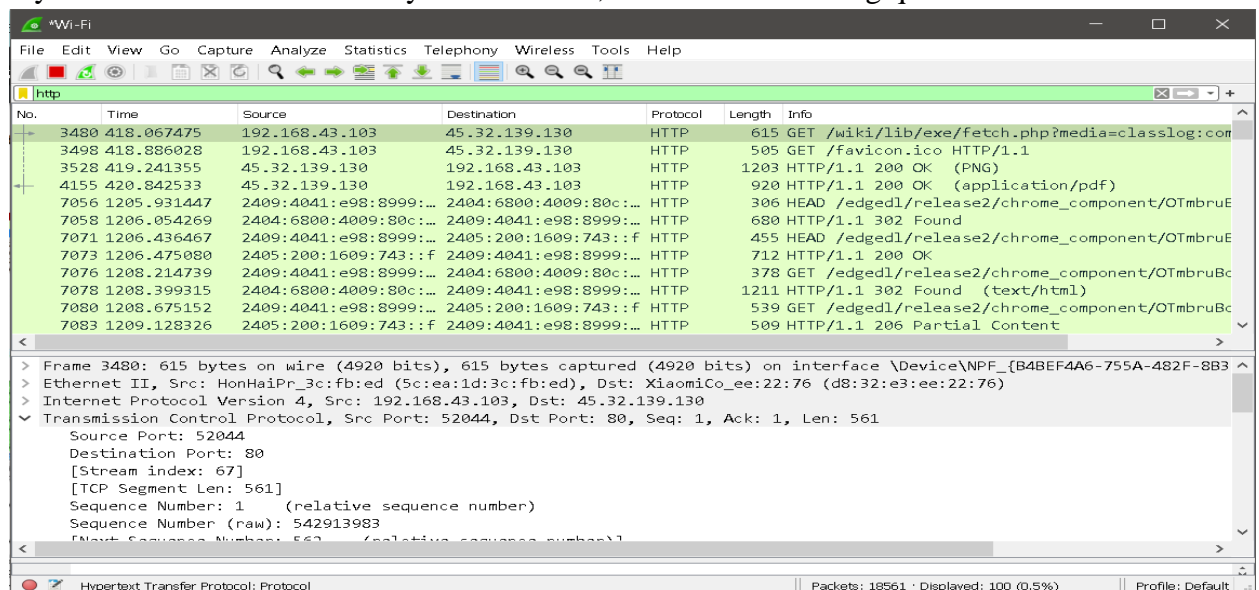 *Wi-Fi
File Edit View Go Capture Analyze Statistics Telephony Wireless Tools Help
http
No. Time Source Destination Protocol Length Info
3480 418.067475 192.168.43.103 45.32.139.130 HTTP 615 GET /wiki/lib/exe/fetch.php?media=classlog:com
3498 418.886028 192.168.43.103 45.32.139.130 HTTP 505 GET /favicon.ico HTTP/1.1
3528 419.241355 45.32.139.130 192.168.43.103 HTTP 1203 HTTP/1.1 200 OK (PNG)
4155 420.842533 45.32.139.130 192.168.43.103 HTTP 920 HTTP/1.1 200 OK (application/pdf)
7056 1205.931447 2409:4041:e98:8999:… 2404:6800:4009:80c:… HTTP 306 HEAD /edgedl/release2/chrome_component/OTmbruE
7058 1206.054269 2404:6800:4009:80c:… 2409:4041:e98:8999:… HTTP 680 HTTP/1.1 302 Found
7071 1206.436467 2409:4041:e98:8999:… 2405:200:1609:743::f HTTP 455 HEAD /edgedl/release2/chrome_component/OTmbruE
7073 1206.475080 2405:200:1609:743::f 2409:4041:e98:8999:… HTTP 712 HTTP/1.1 200 OK
7076 1208.214739 2409:4041:e98:8999:… 2404:6800:4009:80c:… HTTP 378 GET /edgedl/release2/chrome_component/OTmbruBc
7078 1208.399315 2404:6800:4009:80c:… 2409:4041:e98:8999:… HTTP 1211 HTTP/1.1 302 Found (text/html)
7080 1208.675152 2409:4041:e98:8999:… 2405:200:1609:743::f HTTP 539 GET /edgedl/release2/chrome_component/OTmbruBc
7083 1209.128326 2405:200:1609:743::f 2409:4041:e98:8999:… HTTP 509 HTTP/1.1 206 Partial Content
Frame 3480: 615 bytes on wire (4920 bits), 615 bytes captured (4920 bits) on interface \Device\NPF_{B4BEF4A6-755A-482F-8B3
Ethernet II, Src: HonHaiPr_3c:fb:ed (5c:ea:1d:3c:fb:ed), Dst: XiaomiCo_ee:22:76 (d8:32:e3:ee:22:76)
Internet Protocol Version 4, Src: 192.168.43.103, Dst: 45.32.139.130
Transmission Control Protocol, Src Port: 52044, Dst Port: 80, Seq: 1, Ack: 1, Len: 561
Source Port: 52044
Destination Port: 80
[Stream index: 67]
[TCP Segment Len: 561]
Sequence Number: 1 (relative sequence number)
Sequence Number (raw): 542913983
[Next Sequence Number: 562 (relative sequence number)]
Hypertext Transfer Protocol: Protocol
Packets: 18561 · Displayed: 100 (0.5%)
Profile: Default